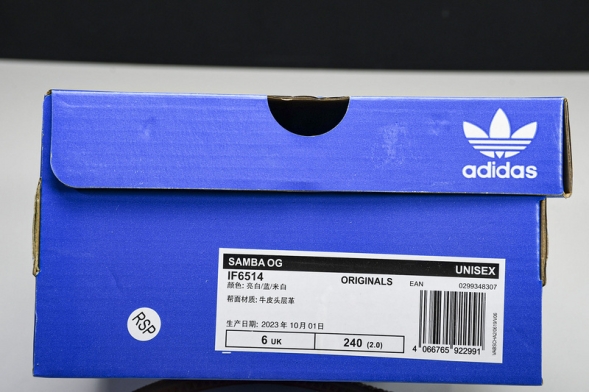 adidas
SAMBA OG UNISEX
IF6514 ORIGINALS EAN 0299348307
颜色: 亮白/蓝/米白
帮面材质: 牛皮头层革
生产日期: 2023 年 10 月 01日
6 UK 240 (2.0)
4 066765 922991
RSP